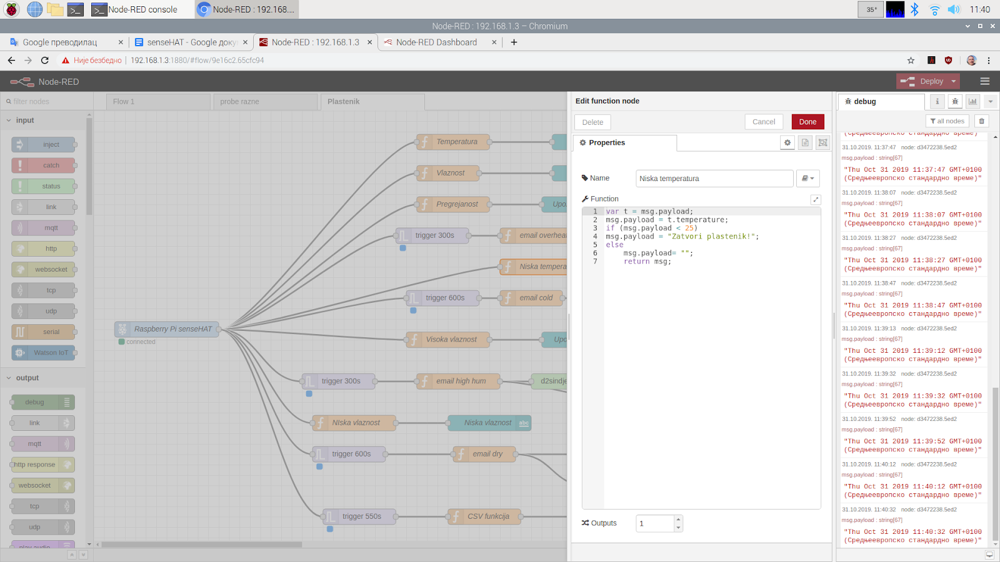 Node-RED console
Node-RED : 192.168....
35°
11:40
Node-RED : 192.168.1.3 – Chromium
Google преводилац
senseHAT - Google доку
Node-RED : 192.168.1.3
Node-RED Dashboard
Није безбедно
192.168.1.3:1880/#flow/9e16c2.65cfc94
Node-RED
Deploy
filter nodes
Flow 1
probe razne
Plastenik
input
inject
catch
status
link
mqtt
http
websocket
tcp
udp
serial
Watson IoT
output
debug
link
mqtt
http response
websocket
tcp
udp
play audio
Temperatura
Vlaznost
Pregrejanost
Upo
trigger 300s
email overhea
Niska tempera
trigger 600s
email cold
Raspberry Pi senseHAT
connected
Visoka vlaznost
Upo
trigger 300s
email high hum
d2sindje
NIska vlaznost
Niska vlaznost
abc
trigger 600s
email dry
trigger 550s
CSV funkcija
Edit function node
Delete
Cancel
Done
Properties
Name
Niska temperatura
Function
1 var t = msg.payload;
2 msg.payload = t.temperature;
3 if (msg.payload < 25)
4 msg.payload = "Zatvori plastenik!";
5 else
6 msg.payload= "";
7 return msg;
Outputs
1
debug
all nodes
(Средњеевропско стандардно време)"
31.10.2019. 11:37:47 node: d3472238.5ed2
msg.payload : string[67]
"Thu Oct 31 2019 11:37:47 GMT+0100
(Средњеевропско стандардно време)"
31.10.2019. 11:38:07 node: d3472238.5ed2
msg.payload : string[67]
"Thu Oct 31 2019 11:38:07 GMT+0100
(Средњеевропско стандардно време)"
31.10.2019. 11:38:27 node: d3472238.5ed2
msg.payload : string[67]
"Thu Oct 31 2019 11:38:27 GMT+0100
(Средњеевропско стандардно време)"
31.10.2019. 11:38:47 node: d3472238.5ed2
msg.payload : string[67]
"Thu Oct 31 2019 11:38:47 GMT+0100
(Средњеевропско стандардно време)"
31.10.2019. 11:39:13 node: d3472238.5ed2
msg.payload : string[67]
"Thu Oct 31 2019 11:39:12 GMT+0100
(Средњеевропско стандардно време)"
31.10.2019. 11:39:32 node: d3472238.5ed2
msg.payload : string[67]
"Thu Oct 31 2019 11:39:32 GMT+0100
(Средњеевропско стандардно време)"
31.10.2019. 11:39:52 node: d3472238.5ed2
msg.payload : string[67]
"Thu Oct 31 2019 11:39:52 GMT+0100
(Средњеевропско стандардно време)"
31.10.2019. 11:40:12 node: d3472238.5ed2
msg.payload : string[67]
"Thu Oct 31 2019 11:40:12 GMT+0100
(Средњеевропско стандардно време)"
31.10.2019. 11:40:32 node: d3472238.5ed2
msg.payload : string[67]
"Thu Oct 31 2019 11:40:32 GMT+0100
(Средњеевропско стандардно време)"